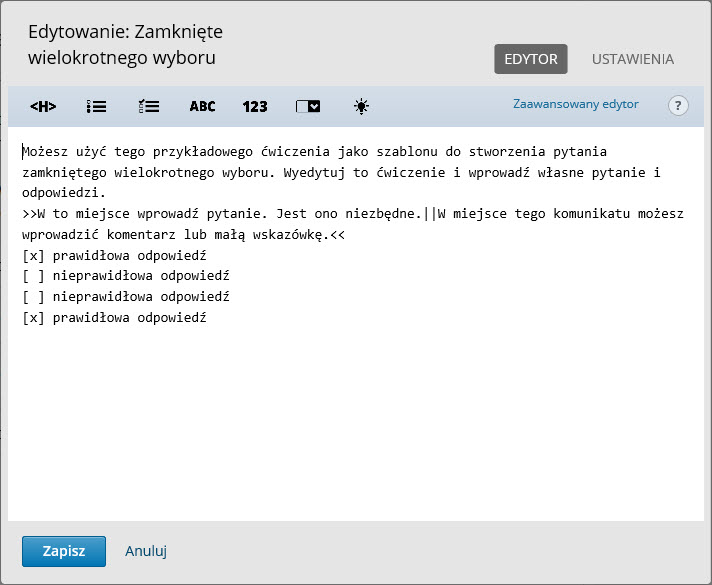 Edytowanie: Zamknięte
wielokrotnego wyboru
EDYTOR USTAWIENIA
<H> ABC 123 Zaawansowany edytor ?
Możesz użyć tego przykładowego ćwiczenia jako szablonu do stworzenia pytania
zamkniętego wielokrotnego wyboru. Wyedytuj to ćwiczenie i wprowadź własne pytanie i
odpowiedzi.
>>W to miejsce wprowadź pytanie. Jest ono niezbędne.||W miejsce tego komunikatu możesz
wprowadzić komentarz lub małą wskazówkę.<<
[x] prawidłowa odpowiedź
[ ] nieprawidłowa odpowiedź
[ ] nieprawidłowa odpowiedź
[x] prawidłowa odpowiedź
Zapisz Anuluj